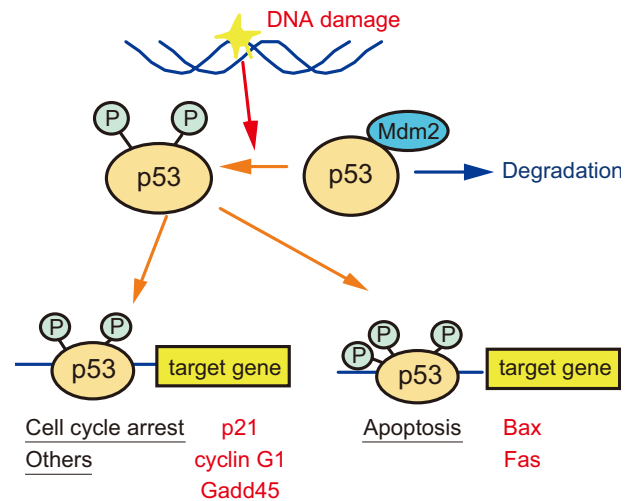 DNA damage
P P
Mdm2
p53 p53
Degradation
P P P P
P
p53 target gene p53 target gene
Cell cycle arrest p21 Apoptosis Bax
Others cyclin G1 Fas
Gadd45